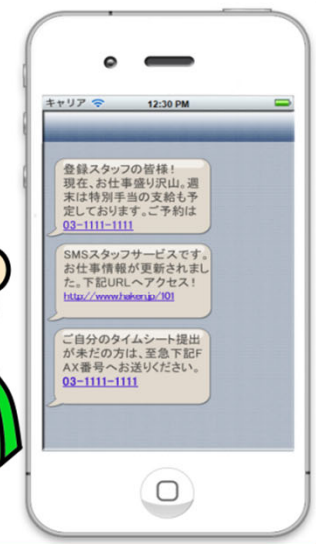 キャリア 12:30 PM
登録スタッフの皆様！
現在、お仕事盛り沢山。週
末は特別手当の支給も予
定しております。ご予約は
03-1111-1111
SMSスタッフサービスです。
お仕事情報が更新されまし
た。下記URLへアクセス！
http://www.haken.jp/101
ご自分のタイムシート提出
が未だの方は、至急下記F
AX番号へお送りください。
03-1111-1111